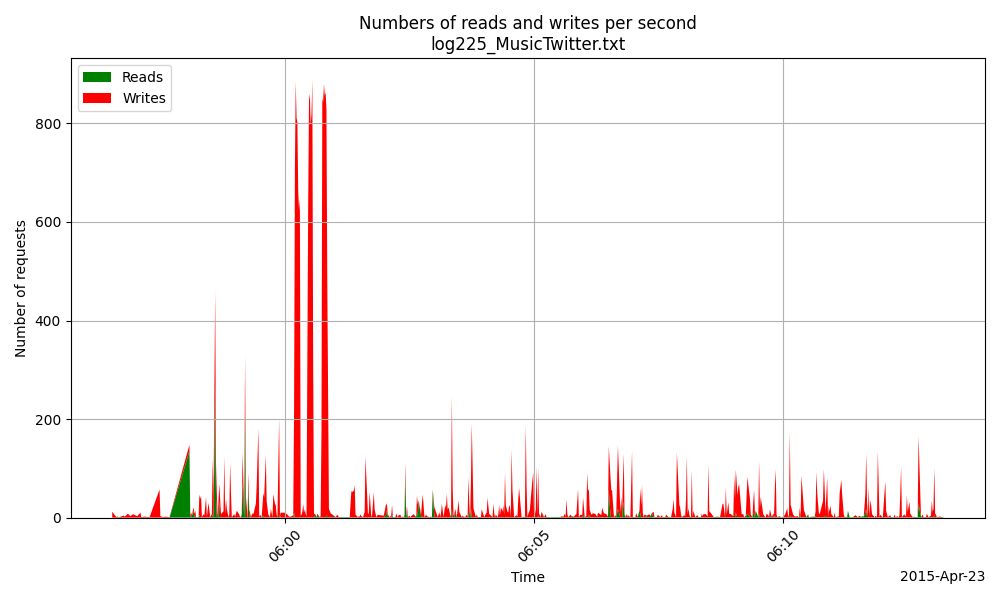 Numbers of reads and writes per second
log225_MusicTwitter.txt
Reads
Writes
Number of requests
800
600
400
200
0
06:00
06:05
06:10
Time
2015-Apr-23